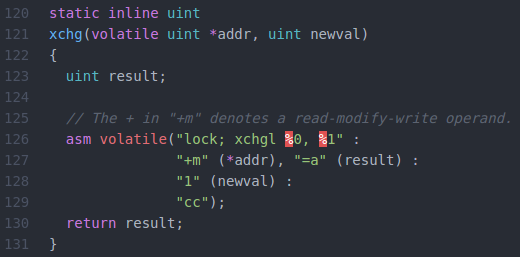 120 static inline uint
121 xchg(volatile uint *addr, uint newval)
122 {
123   uint result;
124
125   // The + in "+m" denotes a read-modify-write operand.
126   asm volatile("lock; xchgl %0, %1" :
127                "+m" (*addr), "=a" (result) :
128                "1" (newval) :
129                "cc");
130   return result;
131 }